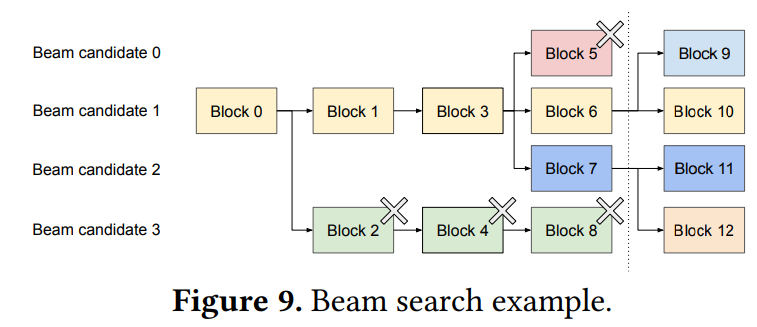 Beam candidate 0
Block 5
Block 9
Beam candidate 1
Block 0
Block 1
Block 3
Block 6
Block 10
Beam candidate 2
Block 7
Block 11
Beam candidate 3
Block 2
Block 4
Block 8
Block 12
Figure 9. Beam search example.